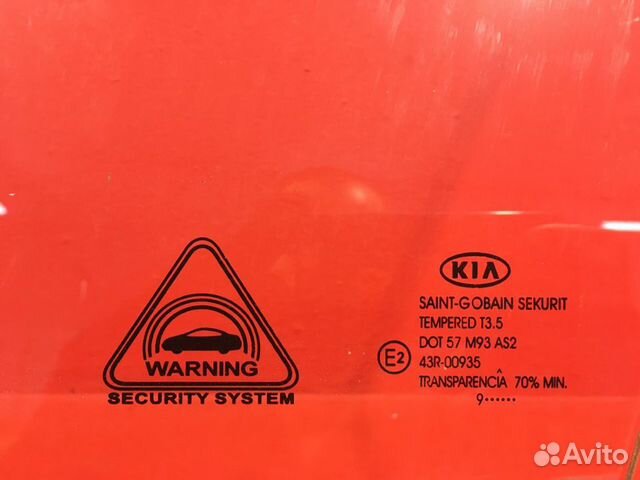 WARNING
SECURITY SYSTEM
KIA
SAINT-GOBAIN SEKURIT
TEMPERED T3.5
DOT 57 M93 AS2
E2
43R-00935
TRANSPARENCÎA 70% MIN.
9······
Avito